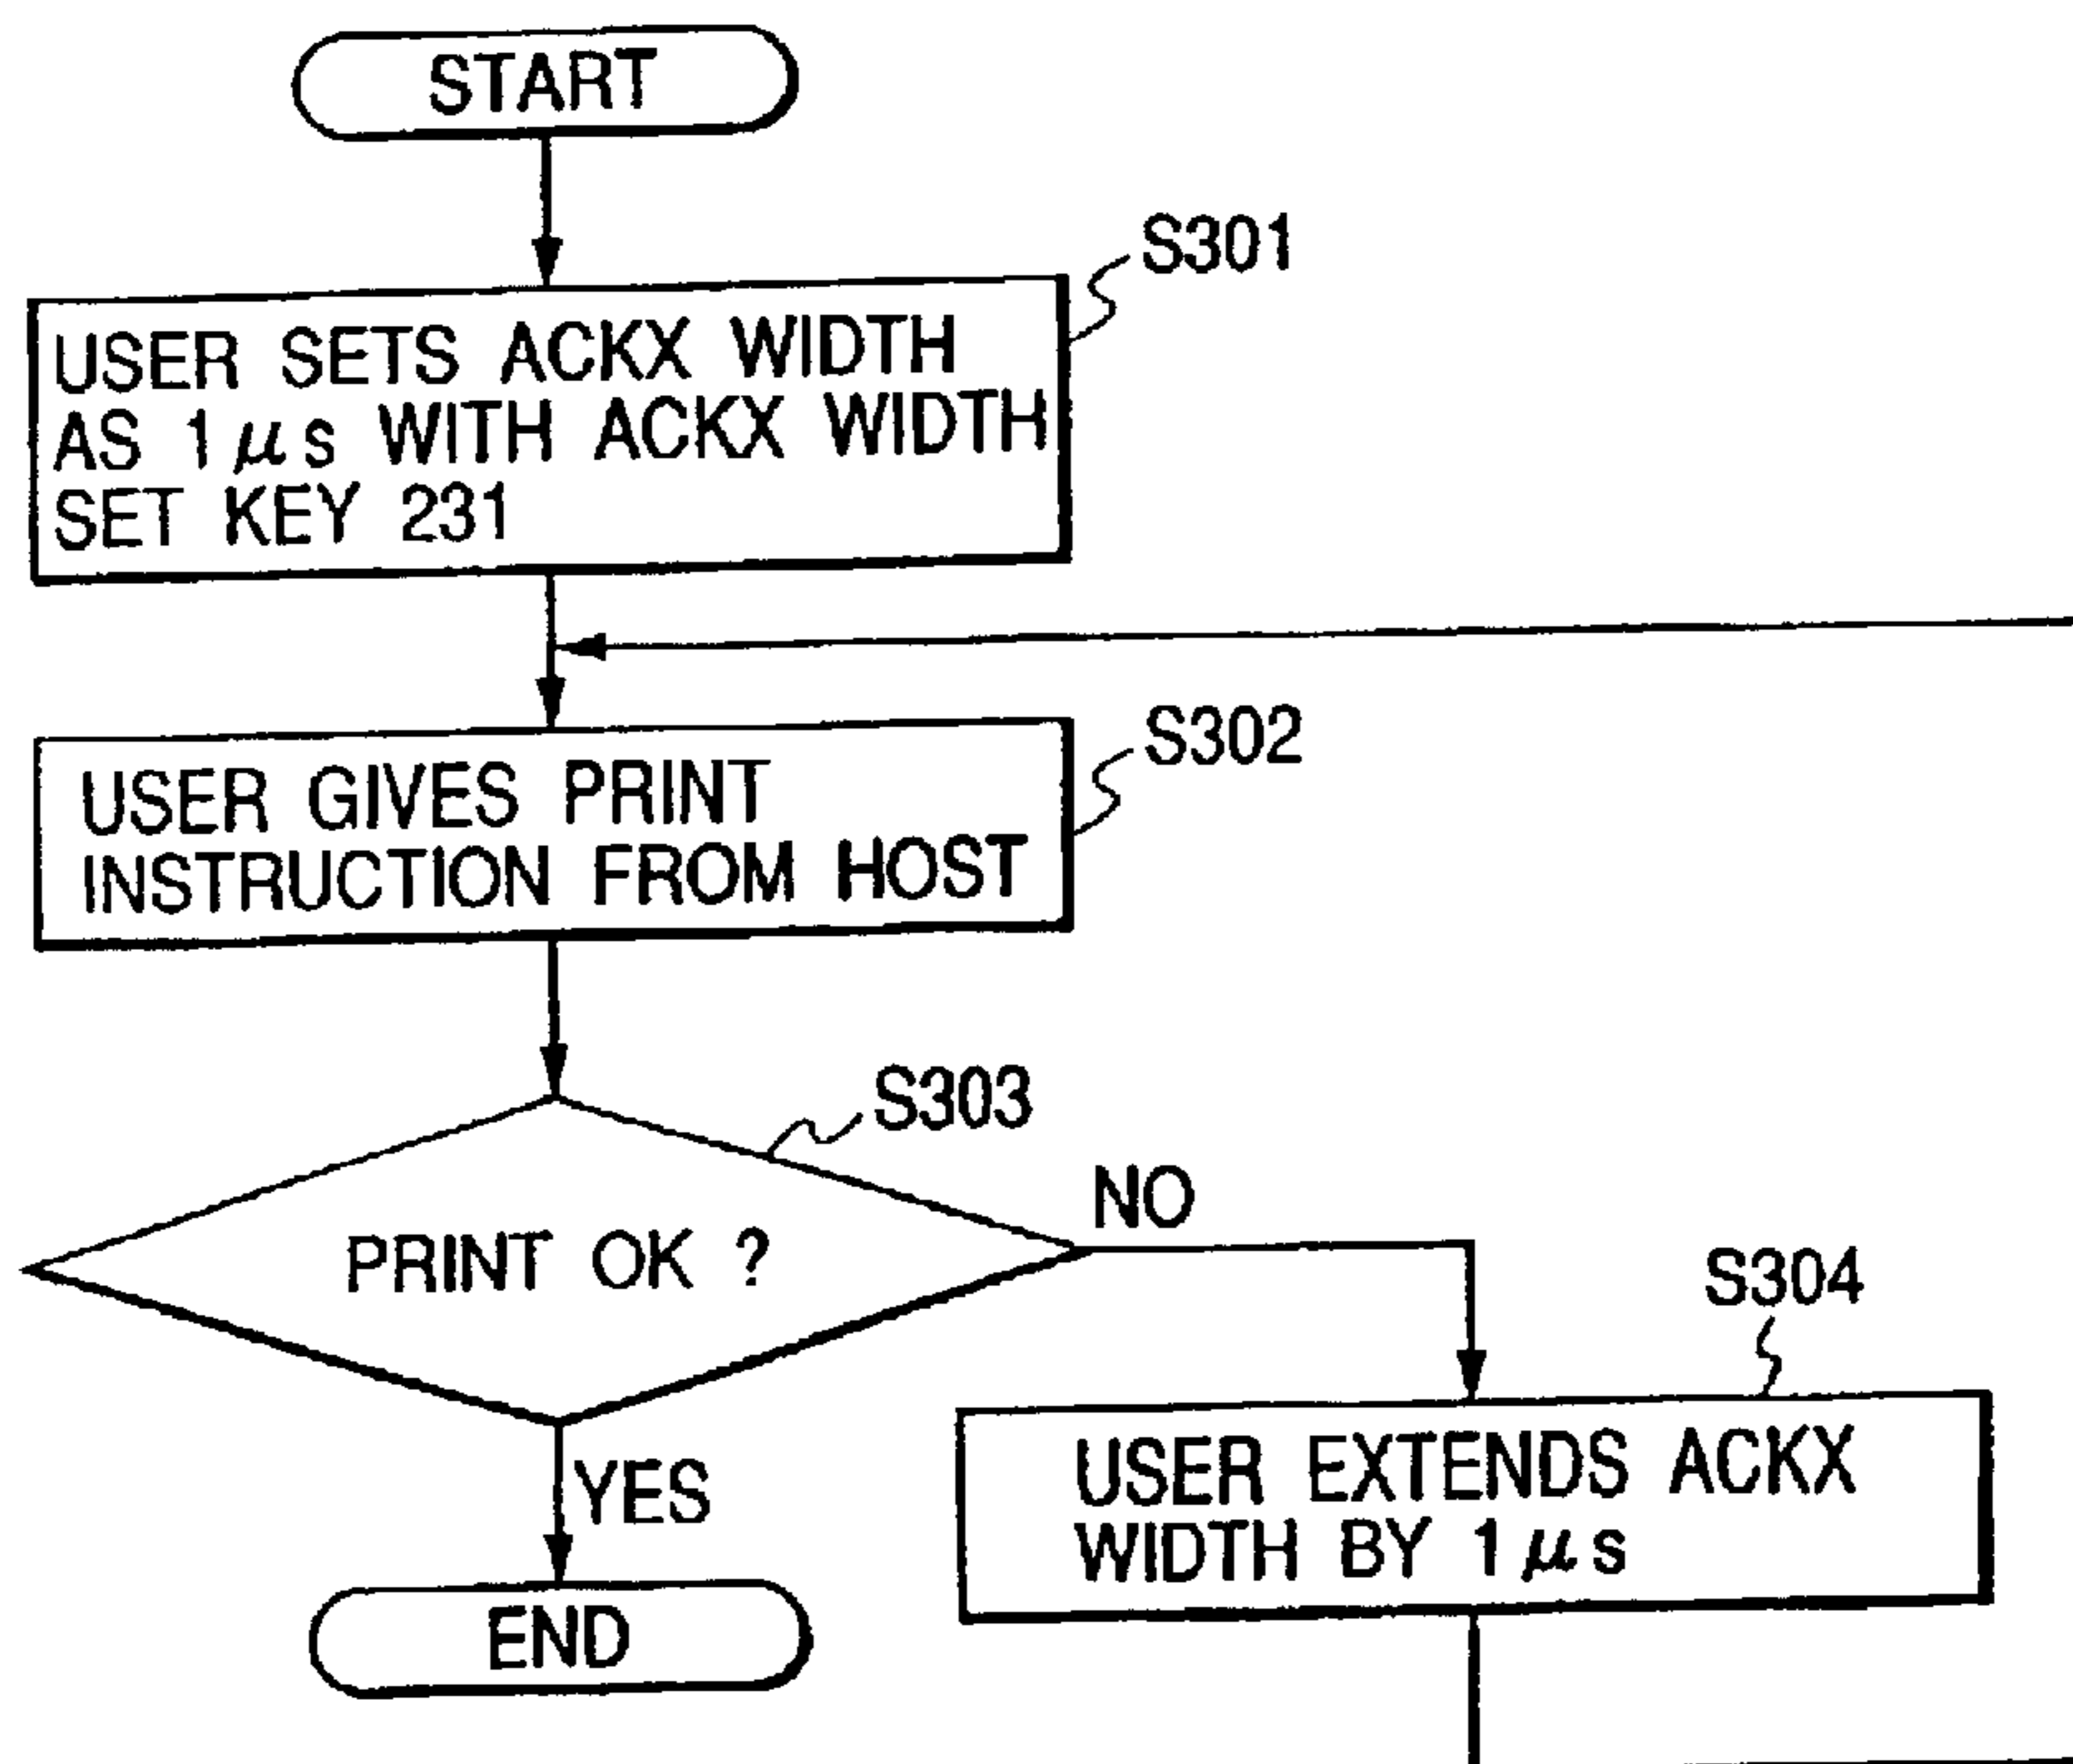 START
S301
USER SETS ACKX WIDTH
AS 1μs WITH ACKX WIDTH
SET KEY 231
S302
USER GIVES PRINT
INSTRUCTION FROM HOST
S303
PRINT OK ?
NO
S304
USER EXTENDS ACKX
WIDTH BY 1μs
YES
END